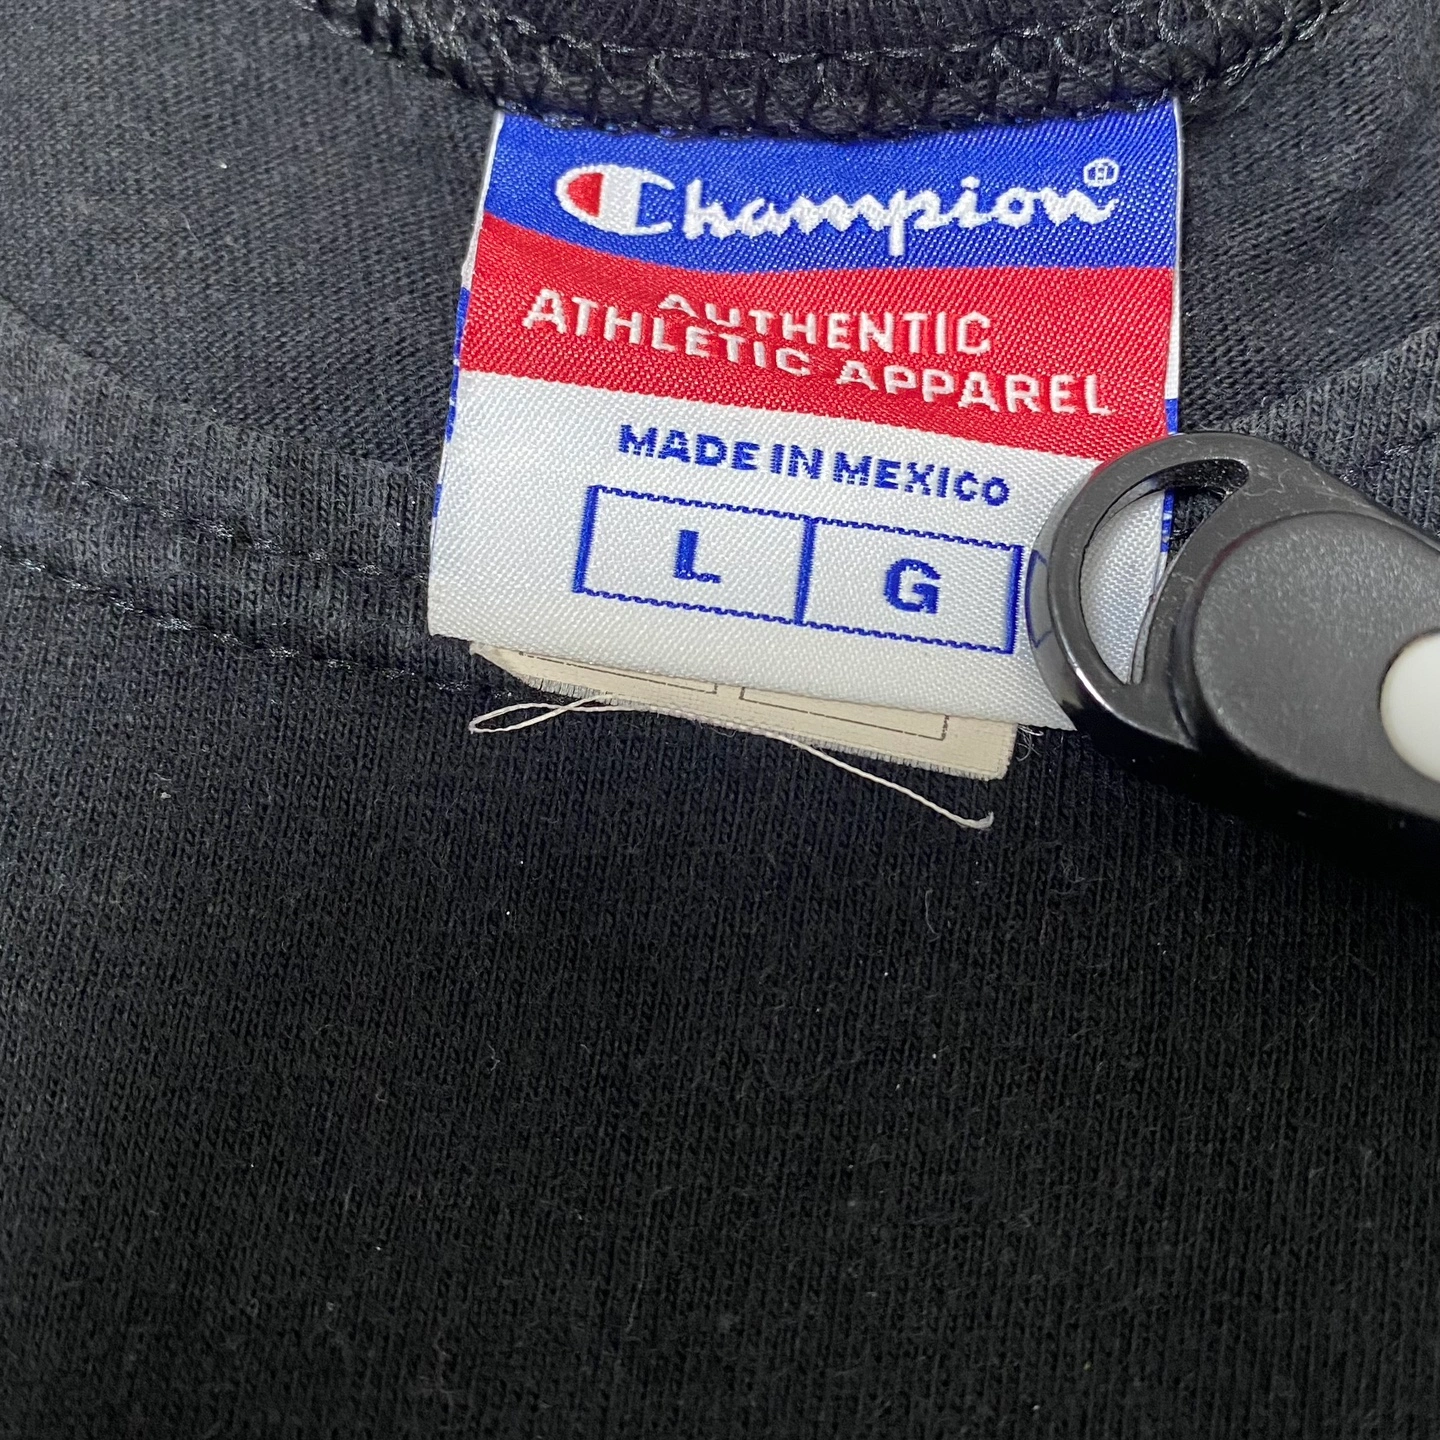 Champion®
AUTHENTIC
ATHLETIC APPAREL
MADE IN MEXICO
L G